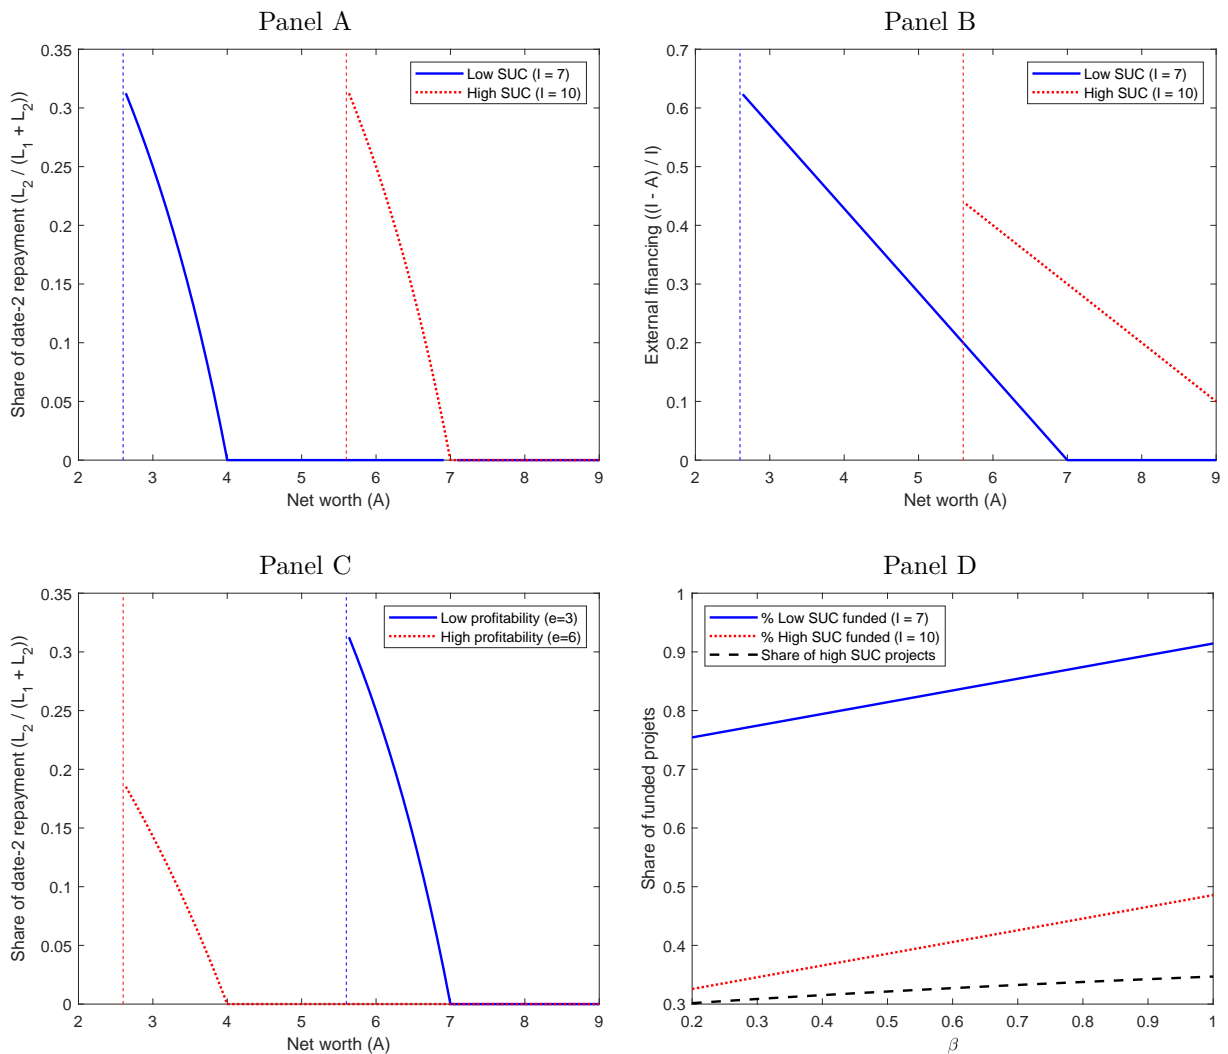 Panel A
Share of date-2 repayment (L2 / (L1 + L2))
0.35
0.3
0.25
0.2
0.15
0.1
0.05
0
Low SUC (I = 7)
High SUC (I = 10)
2 3 4 5 6 7 8 9
Net worth (A)
Panel B
External financing ((I - A) / I)
0.7
0.6
0.5
0.4
0.3
0.2
0.1
0
Low SUC (I = 7)
High SUC (I = 10)
2 3 4 5 6 7 8 9
Net worth (A)
Panel C
Share of date-2 repayment (L2 / (L1 + L2))
0.35
0.3
0.25
0.2
0.15
0.1
0.05
0
Low profitability (e=3)
High profitability (e=6)
2 3 4 5 6 7 8 9
Net worth (A)
Panel D
Share of funded projets
1
0.9
0.8
0.7
0.6
0.5
0.4
0.3
% Low SUC funded (I = 7)
% High SUC funded (I = 10)
Share of high SUC projects
0.2 0.3 0.4 0.5 0.6 0.7 0.8 0.9 1
β